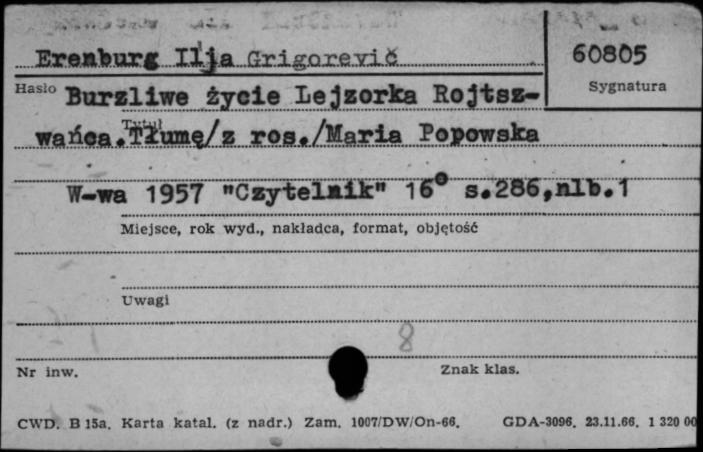 Erenburg Ilja Grigorevič 60805
Hasło Sygnatura
Burzliwe życie Lejzorka Rojtsz-
Tytuł
wańca. Tłumę/z ros./Maria Popowska
W-wa 1957 "Czytelnik" 16° s.286,nlb.1
Miejsce, rok wyd., nakładca, format, objętość
Uwagi
8
Nr inw. Znak klas.
CWD. B 15a. Karta katal. (z nadr.) Zam. 1007/DW/On-66. GDA-3096. 23.11.66. 1 320 00